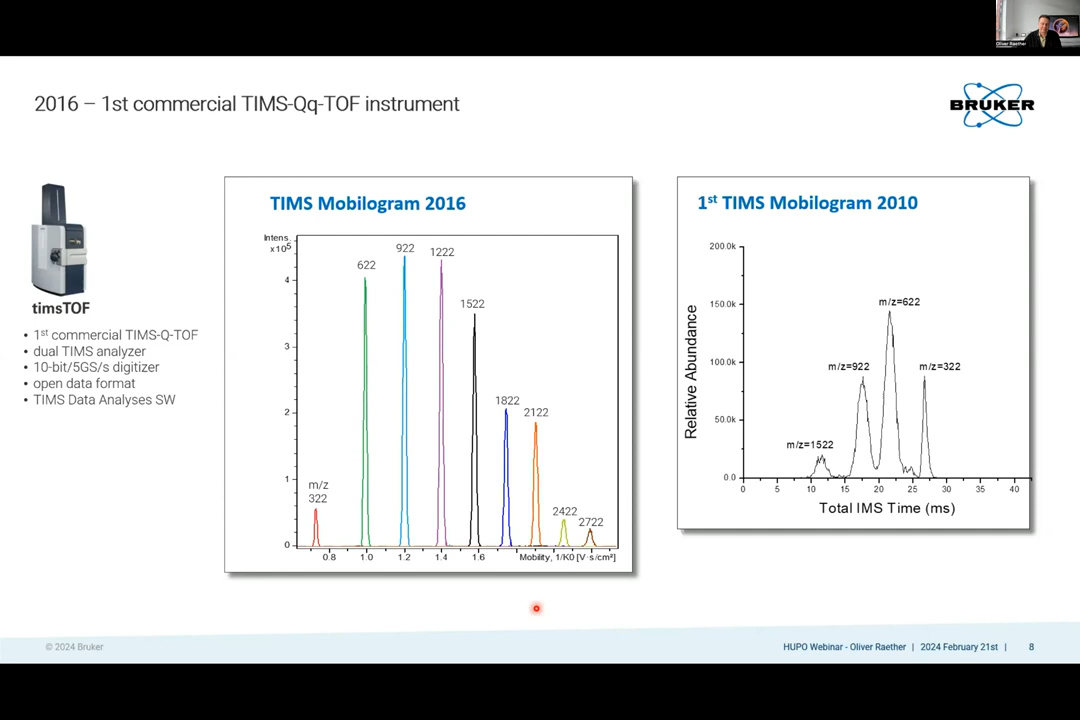 Oliver Raether
2016 – 1st commercial TIMS-Qq-TOF instrument
BRUKER
timsTOF
• 1st commercial TIMS-Q-TOF
• dual TIMS analyzer
• 10-bit/5GS/s digitizer
• open data format
• TIMS Data Analyses SW
TIMS Mobilogram 2016
Intens.
x10⁵
4
3
2
1
0
m/z
322
622
922
1222
1522
1822
2122
2422
2722
0.8 1.0 1.2 1.4 1.6 Mobility, 1/K0 [V·s/cm²]
1st TIMS Mobilogram 2010
Relative Abundance
200.0k
150.0k
100.0k
50.0k
0.0
m/z=1522
m/z=922
m/z=622
m/z=322
0 5 10 15 20 25 30 35 40
Total IMS Time (ms)
© 2024 Bruker
HUPO Webinar - Oliver Raether | 2024 February 21st | 8